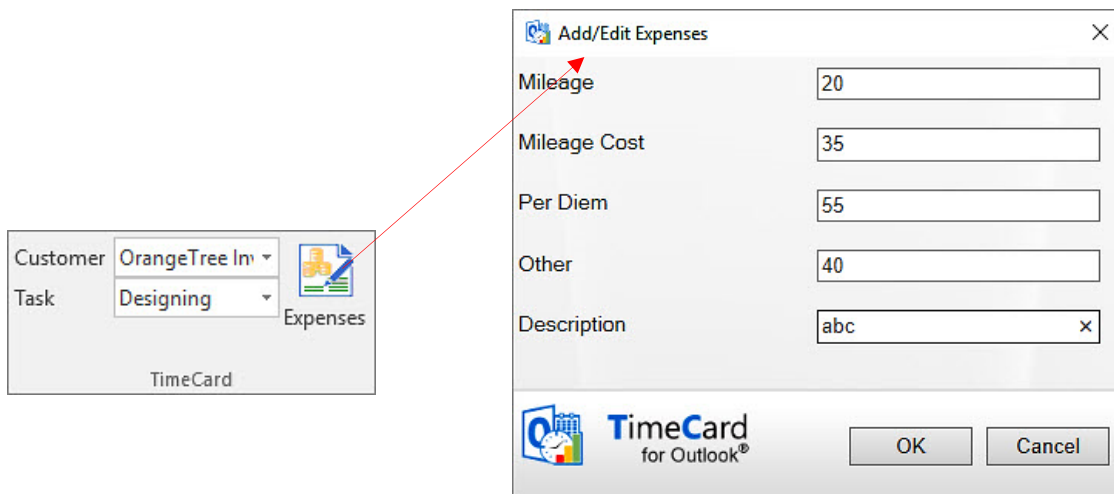 Add/Edit Expenses
Mileage 20
Mileage Cost 35
Per Diem 55
Other 40
Description abc
TimeCard
for Outlook®
OK Cancel
Customer OrangeTree Inv
Task Designing
Expenses
TimeCard